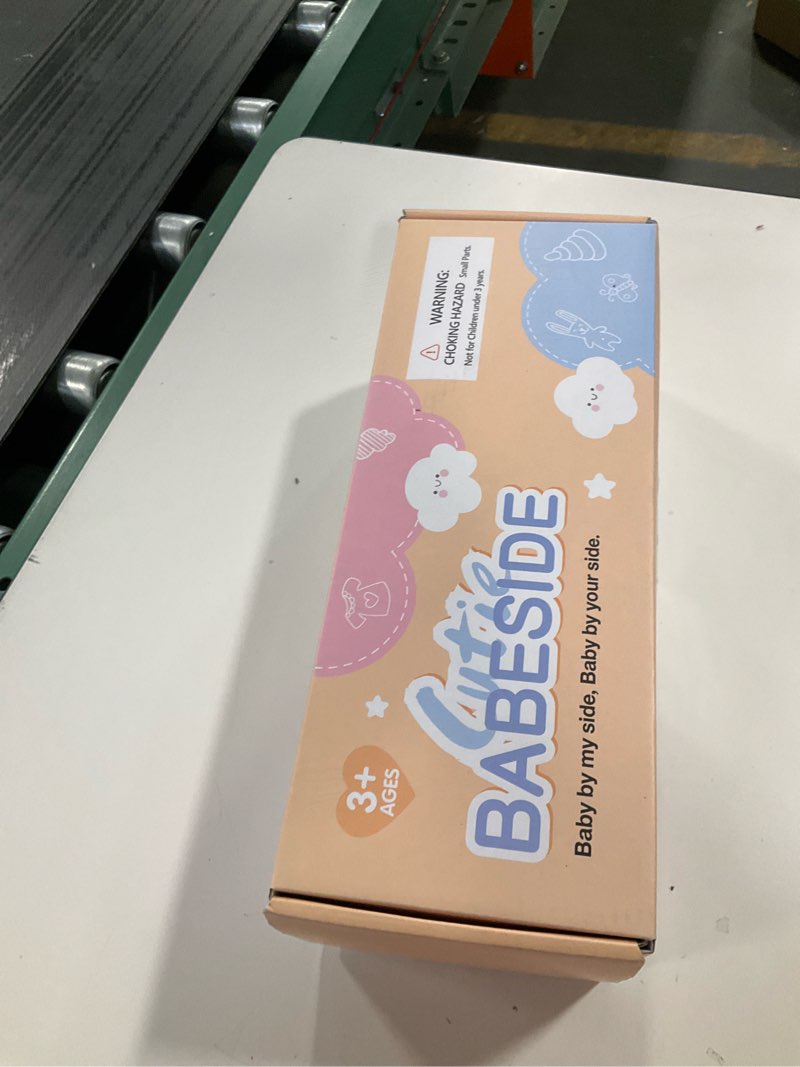 WARNING:
CHOKING HAZARD Small Parts.
Not for Children under 3 years.
3+
AGES
Cutie
BABESIDE
Baby by my side, Baby by your side.